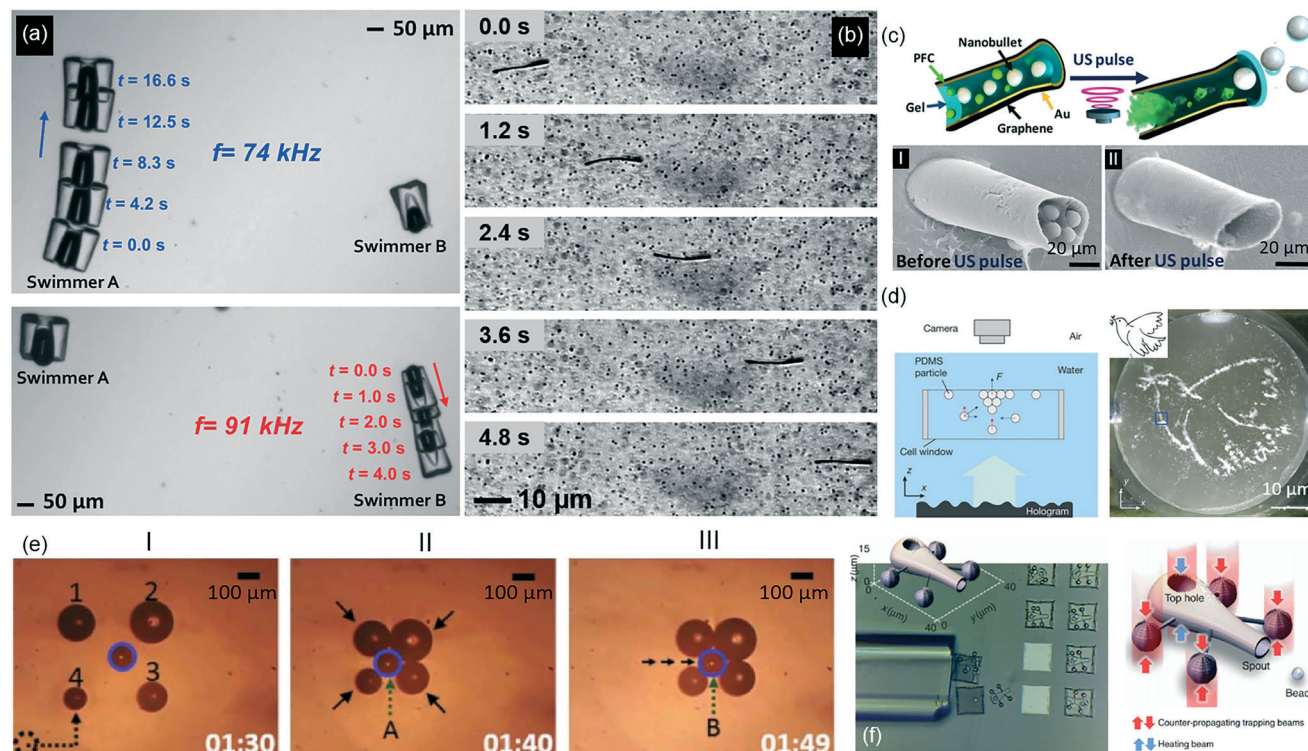 (a)
50 μm
t = 16.6 s
t = 12.5 s
f= 74 kHz
t = 8.3 s
t = 4.2 s
t = 0.0 s
Swimmer A
Swimmer B
Swimmer A
t = 0.0 s
t = 1.0 s
f= 91 kHz
t = 2.0 s
t = 3.0 s
t = 4.0 s
50 μm
Swimmer B
(b)
0.0 s
1.2 s
2.4 s
3.6 s
4.8 s
10 μm
(c)
Nanobullet
PFC
US pulse
Gel
Au
Graphene
I
Before US pulse
20 μm
II
After US pulse
20 μm
(d)
Camera
Air
PDMS
particle
F
Water
Cell window
z
x
Hologram
y
x
10 μm
(e)
I
100 μm
1
2
3
4
01:30
II
100 μm
A
01:40
III
100 μm
B
01:49
15
z(μm)
0
0
x(μm)
40
0
y(μm)
40
(f)
Top hole
Spout
Bead
Counter-propagating trapping beams
Heating beam